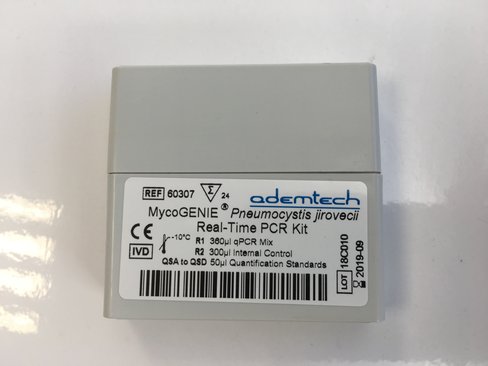 REF 60307 Σ 24
ademtech
MycoGENIE® Pneumocystis jirovecii
Real-Time PCR Kit
CE
IVD
-10°C
R1 360µl qPCR Mix
R2 300µl Internal Control
QSA to QSD 50µl Quantification Standards
LOT 18C010
2019-09